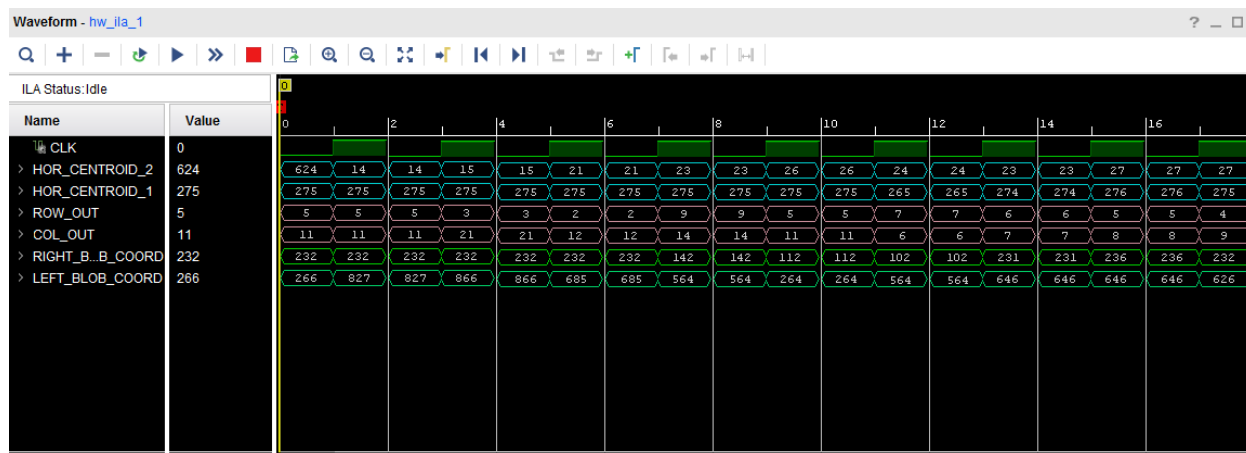 Waveform - hw_ila_1
? _
ILA Status:Idle 0
Name Value 0 2 4 6 8 10 12 14 16
CLK 0
HOR_CENTROID_2 624 624 14 14 15 15 21 21 23 23 26 26 24 24 23 23 27 27 27
HOR_CENTROID_1 275 275 275 275 275 275 275 275 275 275 275 275 265 265 274 274 276 276 275
ROW_OUT 5 5 5 5 3 3 2 2 9 9 5 5 7 7 6 6 5 5 4
COL_OUT 11 11 11 11 21 21 12 12 14 14 11 11 6 6 7 7 8 8 9
RIGHT_B...B_COORD 232 232 232 232 232 232 232 232 142 142 112 112 102 102 231 231 236 236 232
LEFT_BLOB_COORD 266 266 827 827 866 866 685 685 564 564 264 264 564 564 646 646 646 646 626